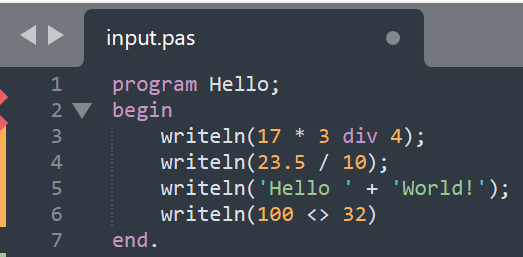 input.pas
1 program Hello;
2 begin
3 writeln(17 * 3 div 4);
4 writeln(23.5 / 10);
5 writeln('Hello ' + 'World!');
6 writeln(100 <> 32)
7 end.